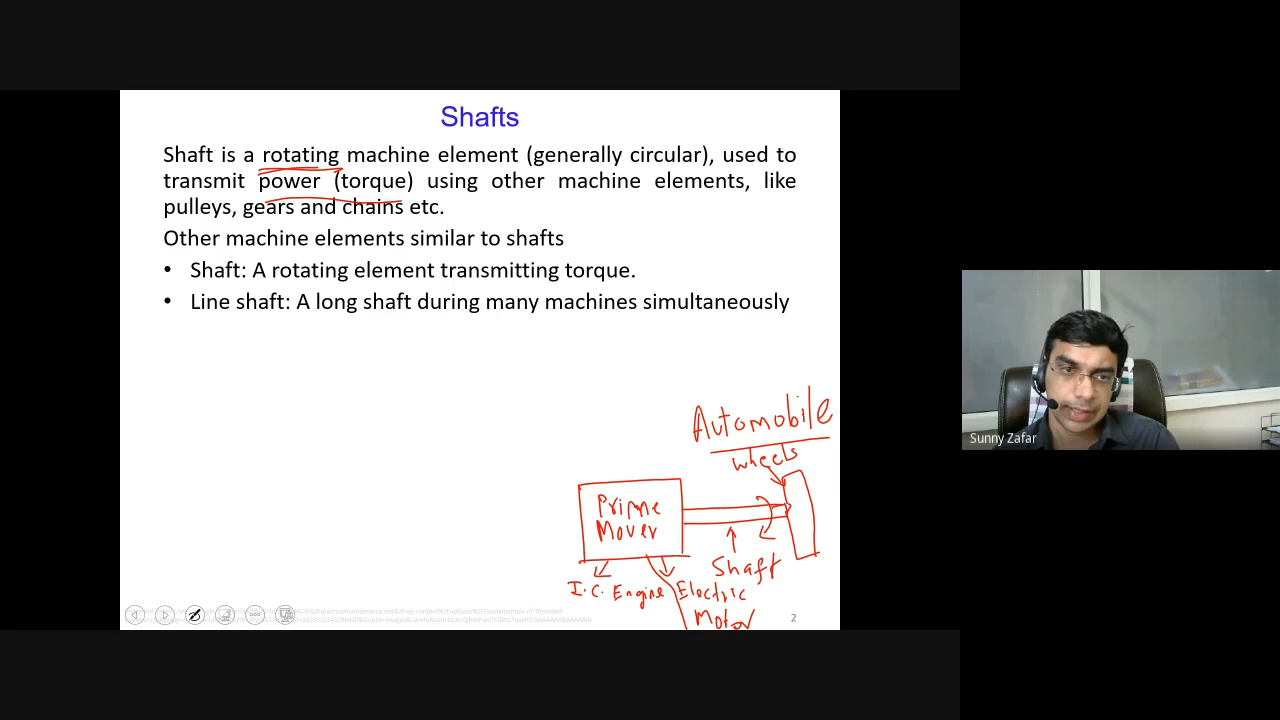 Shafts
Shaft is a rotating machine element (generally circular), used to
transmit power (torque) using other machine elements, like
pulleys, gears and chains etc.
Other machine elements similar to shafts
• Shaft: A rotating element transmitting torque.
• Line shaft: A long shaft during many machines simultaneously
Automobile
wheels
Prime
Mover
Shaft
I.C. Engine
Electric
Motor
2
Sunny Zafar